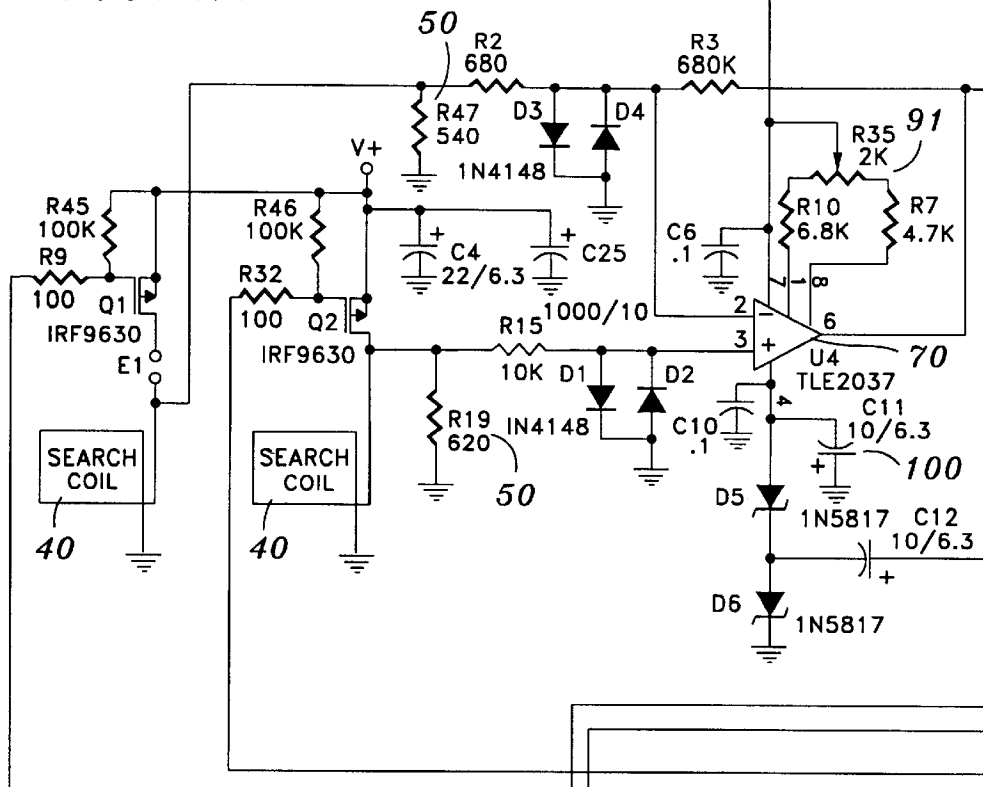 50
R2
680
R3
680K
R47
540
D3
D4
1N4148
V+
R35
2K
91
R45
100K
R46
100K
R10
6.8K
R7
4.7K
C4
22/6.3
C25
1000/10
C6
.1
R9
100
Q1
IRF9630
R32
100
Q2
IRF9630
7
1
8
2
−
3
+
6
U4
TLE2037
70
4
E1
R15
10K
D1
D2
IN4148
R19
620
50
C10
.1
C11
10/6.3
+
100
SEARCH
COIL
40
SEARCH
COIL
40
D5
1N5817
C12
10/6.3
+
D6
1N5817
+
+